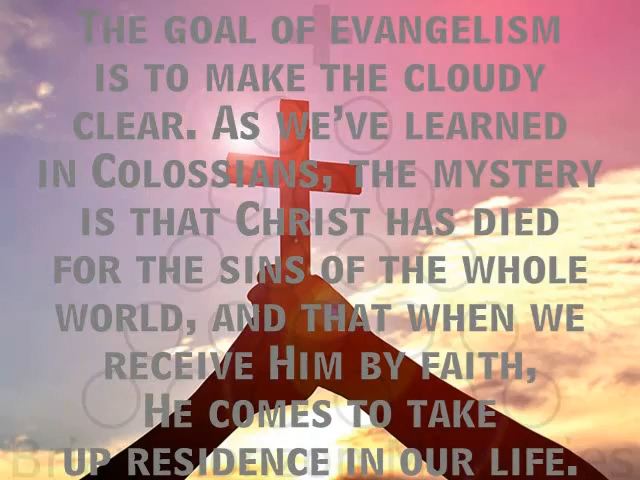 The goal of evangelism
is to make the cloudy
clear. As we've learned
in Colossians, the mystery
is that Christ has died
for the sins of the whole
world, and that when we
receive Him by faith,
He comes to take
up residence in our life.